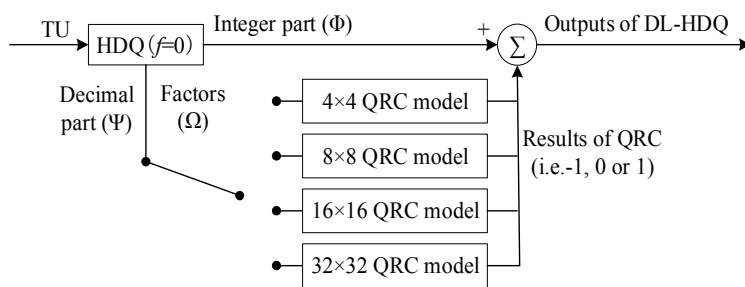 TU
HDQ(f=0)
Integer part (Φ)
+
Σ
Outputs of DL-HDQ
Decimal
part (Ψ)
Factors
(Ω)
4×4 QRC model
8×8 QRC model
16×16 QRC model
32×32 QRC model
Results of QRC
(i.e.-1, 0 or 1)